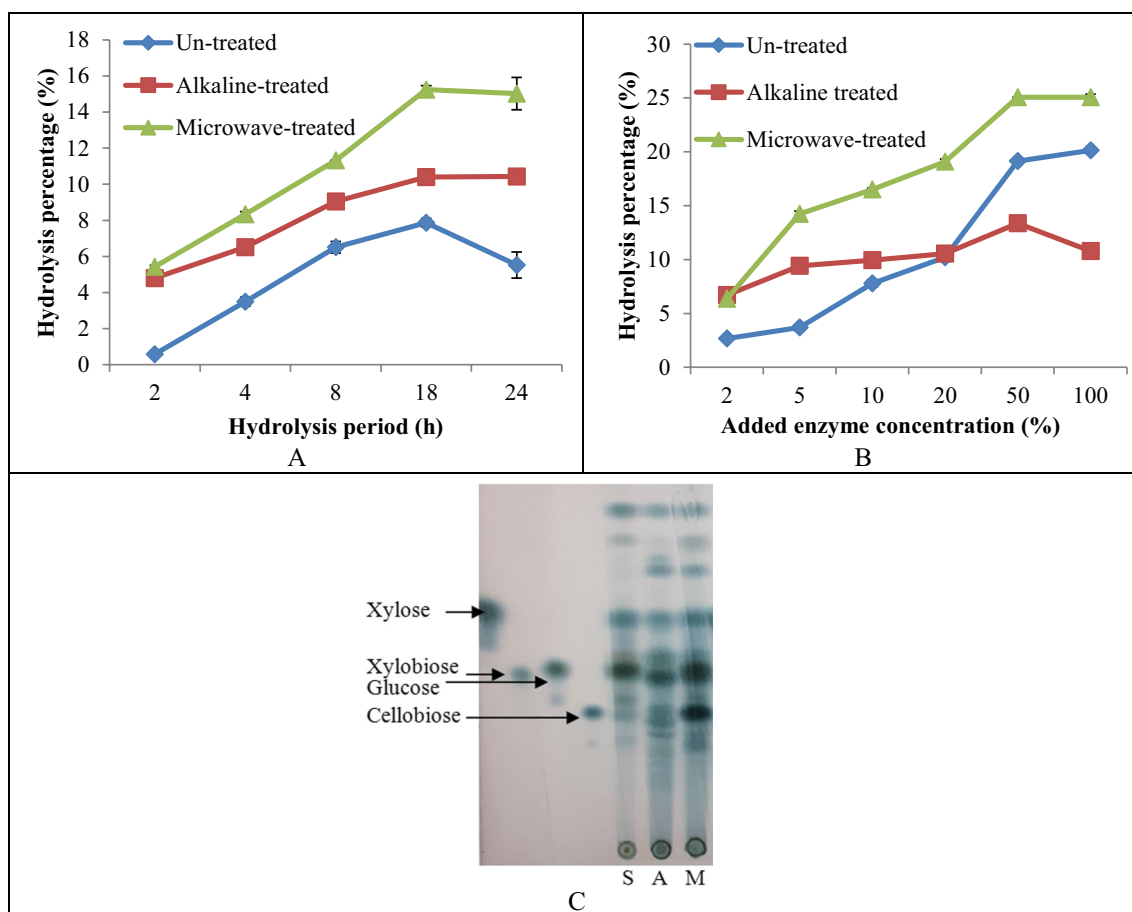 Hydrolysis percentage (%)
18
16
14
12
10
8
6
4
2
0
Un-treated
Alkaline-treated
Microwave-treated
2 4 8 18 24
Hydrolysis period (h)
A
Hydrolysis percentage (%)
30
25
20
15
10
5
0
Un-treated
Alkaline treated
Microwave-treated
2 5 10 20 50 100
Added enzyme concentration (%)
B
Xylose
Xylobiose
Glucose
Cellobiose
S A M
C